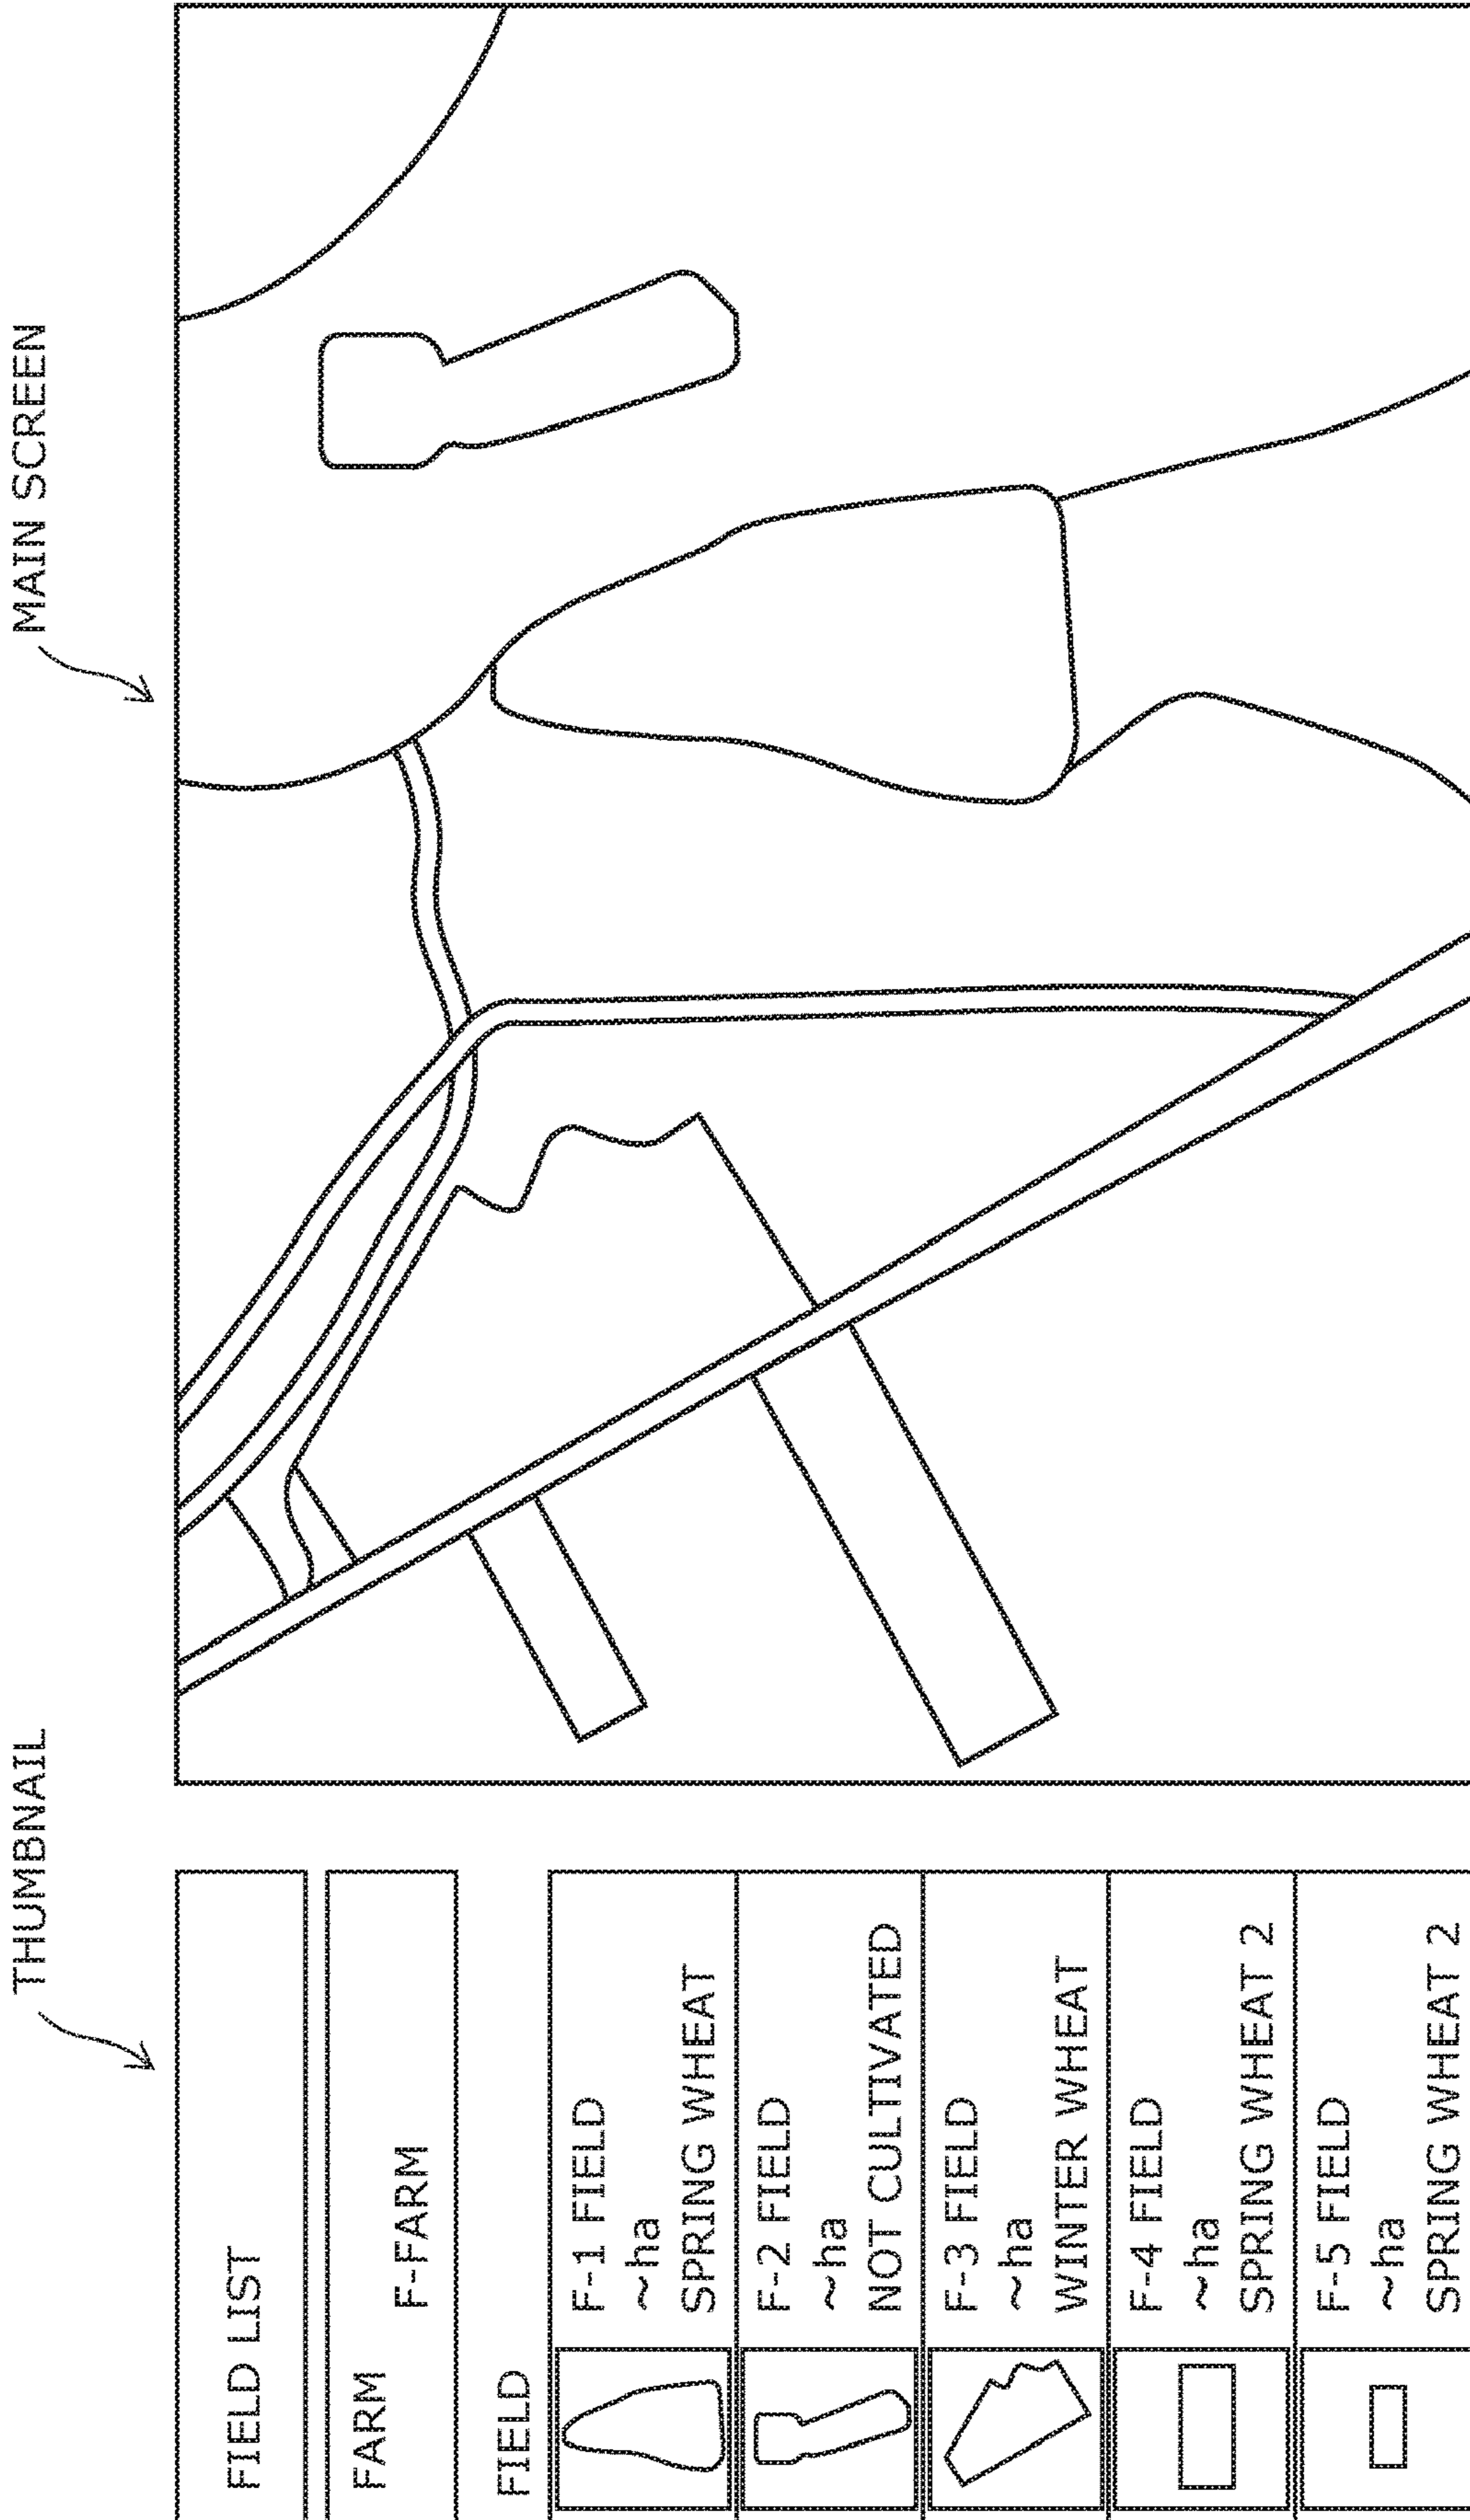 THUMBNAIL
MAIN SCREEN
FIELD LIST
FARM
F-FARM
FIELD
F-1 FIELD
~ha
SPRING WHEAT
F-2 FIELD
~ha
NOT CULTIVATED
F-3 FIELD
~ha
WINTER WHEAT
F-4 FIELD
~ha
SPRING WHEAT 2
F-5 FIELD
~ha
SPRING WHEAT 2